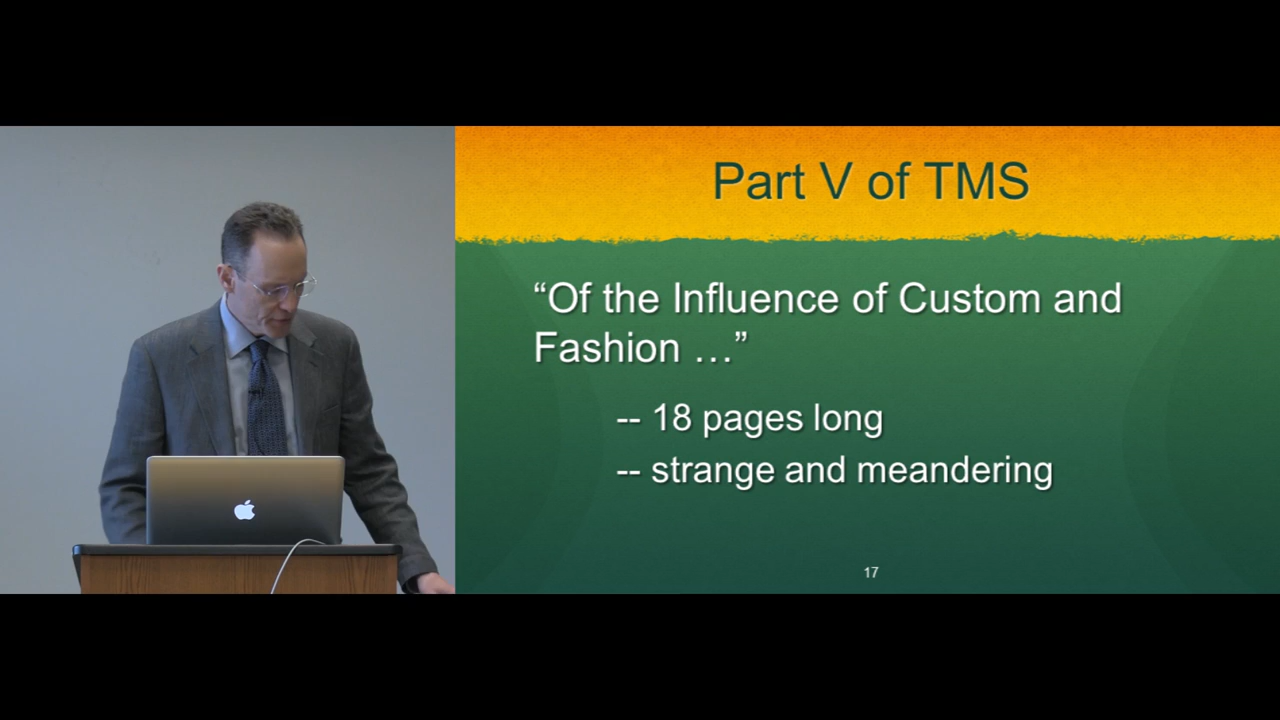 Part V of TMS
“Of the Influence of Custom and
Fashion …”
-- 18 pages long
-- strange and meandering
17